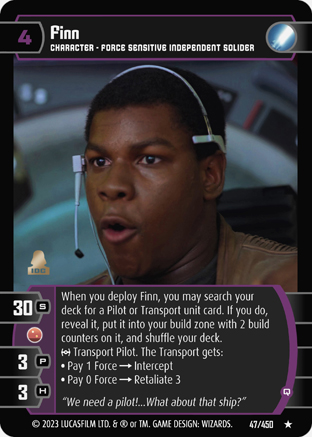 4
Finn
CHARACTER - FORCE SENSITIVE INDEPENDENT SOLIDER
100
30 S
When you deploy Finn, you may search your
deck for a Pilot or Transport unit card. If you do,
reveal it, put it into your build zone with 2 build
counters on it, and shuffle your deck.
Transport Pilot. The Transport gets:
3 P
• Pay 1 Force → Intercept
• Pay 0 Force → Retaliate 3
3 H
“We need a pilot!...What about that ship?”
Q
© 2023 LUCASFILM LTD. & ® or TM. GAME DESIGN: WIZARDS. 47/450 ★